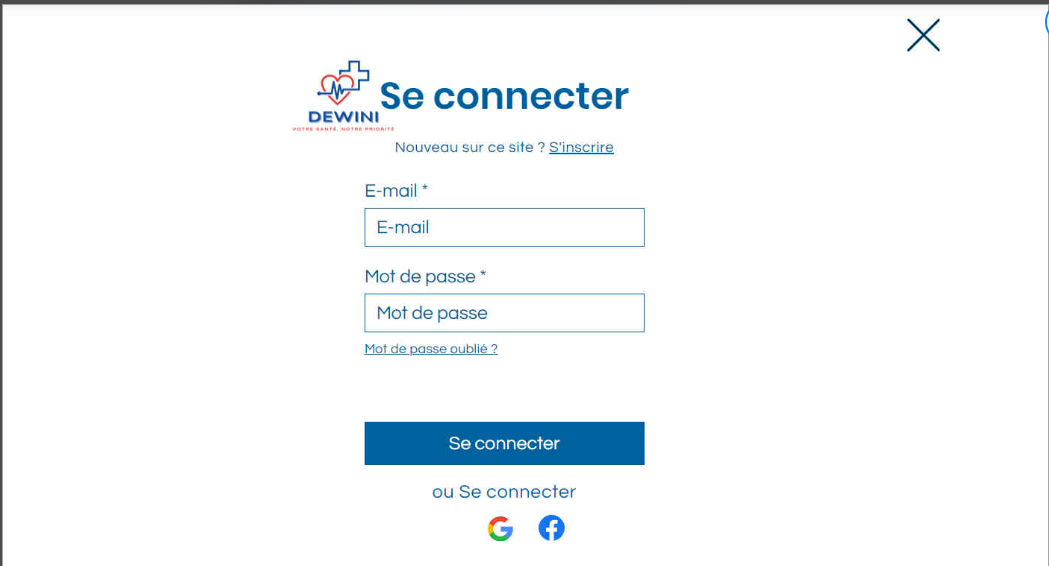 Se connecter
DEWINI
VOTRE SANTÉ, NOTRE PRIORITÉ
Nouveau sur ce site ? S'inscrire
E-mail *
E-mail
Mot de passe *
Mot de passe
Mot de passe oublié ?
Se connecter
ou Se connecter